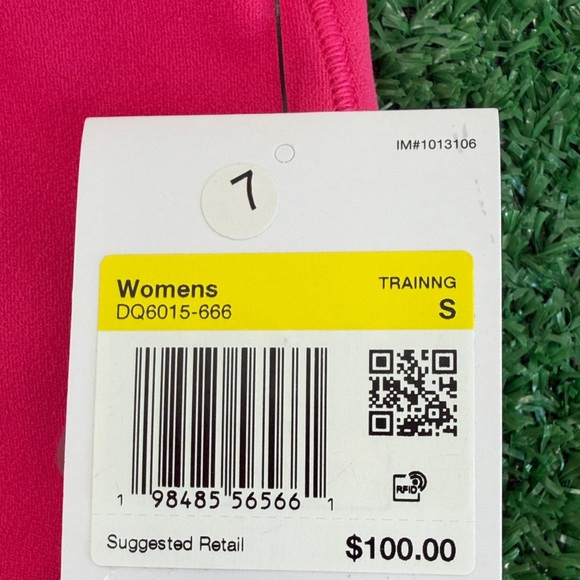 IM#1013106
7
Womens TRAINNG
DQ6015-666 S
RFID
1 98485 56566 1
Suggested Retail $100.00